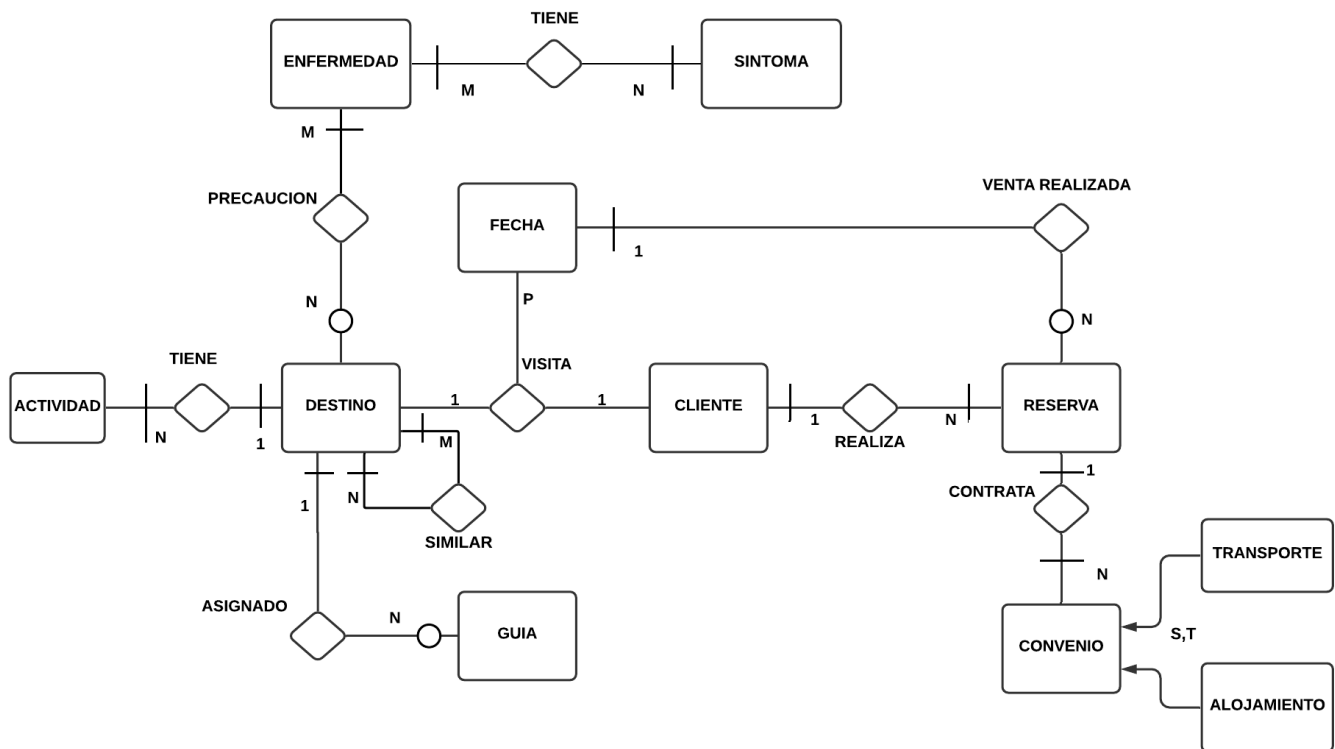 TIENE
ENFERMEDAD
SINTOMA
M
N
M
PRECAUCION
VENTA REALIZADA
FECHA
1
P
N
N
TIENE
VISITA
ACTIVIDAD
DESTINO
1
1
CLIENTE
RESERVA
N
1
M
1
N
REALIZA
1
N
1
CONTRATA
SIMILAR
TRANSPORTE
N
ASIGNADO
N
GUIA
S,T
CONVENIO
ALOJAMIENTO